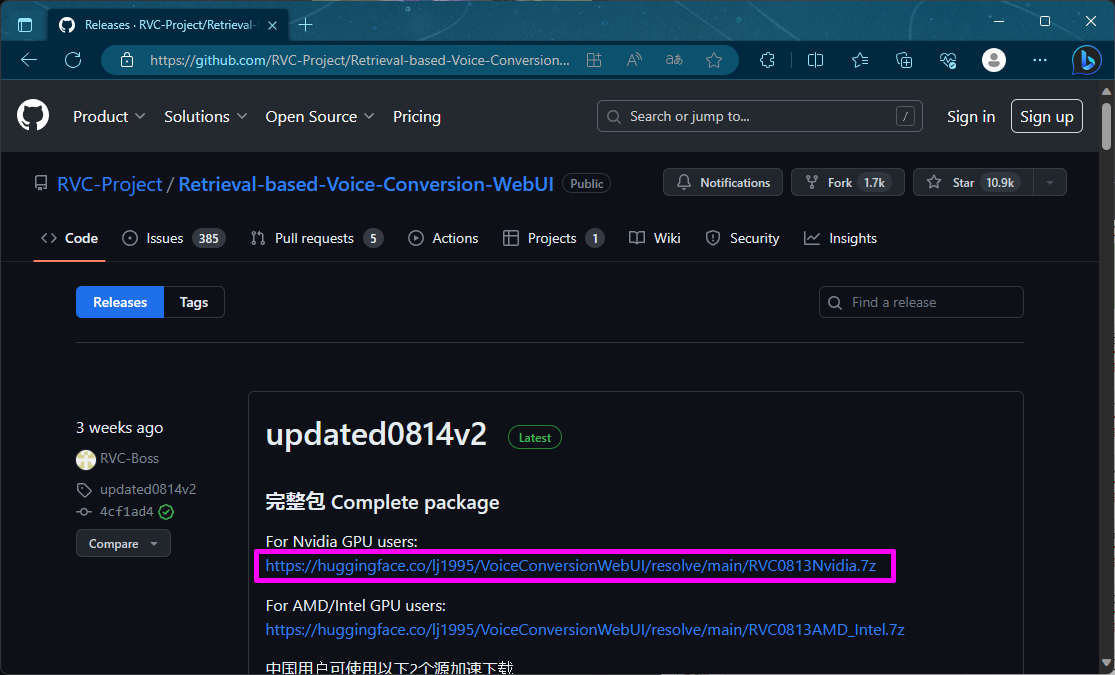 Releases · RVC-Project/Retrieval-
https://github.com/RVC-Project/Retrieval-based-Voice-Conversion...
Product Solutions Open Source Pricing Search or jump to... / Sign in Sign up
RVC-Project / Retrieval-based-Voice-Conversion-WebUI Public Notifications Fork 1.7k Star 10.9k
Code Issues 385 Pull requests 5 Actions Projects 1 Wiki Security Insights
Releases Tags Find a release
3 weeks ago
RVC-Boss
updated0814v2
4cf1ad4
Compare
updated0814v2 Latest
完整包 Complete package
For Nvidia GPU users:
https://huggingface.co/lj1995/VoiceConversionWebUI/resolve/main/RVC0813Nvidia.7z
For AMD/Intel GPU users:
https://huggingface.co/lj1995/VoiceConversionWebUI/resolve/main/RVC0813AMD_Intel.7z
中国用户可使用以下2个源加速下载